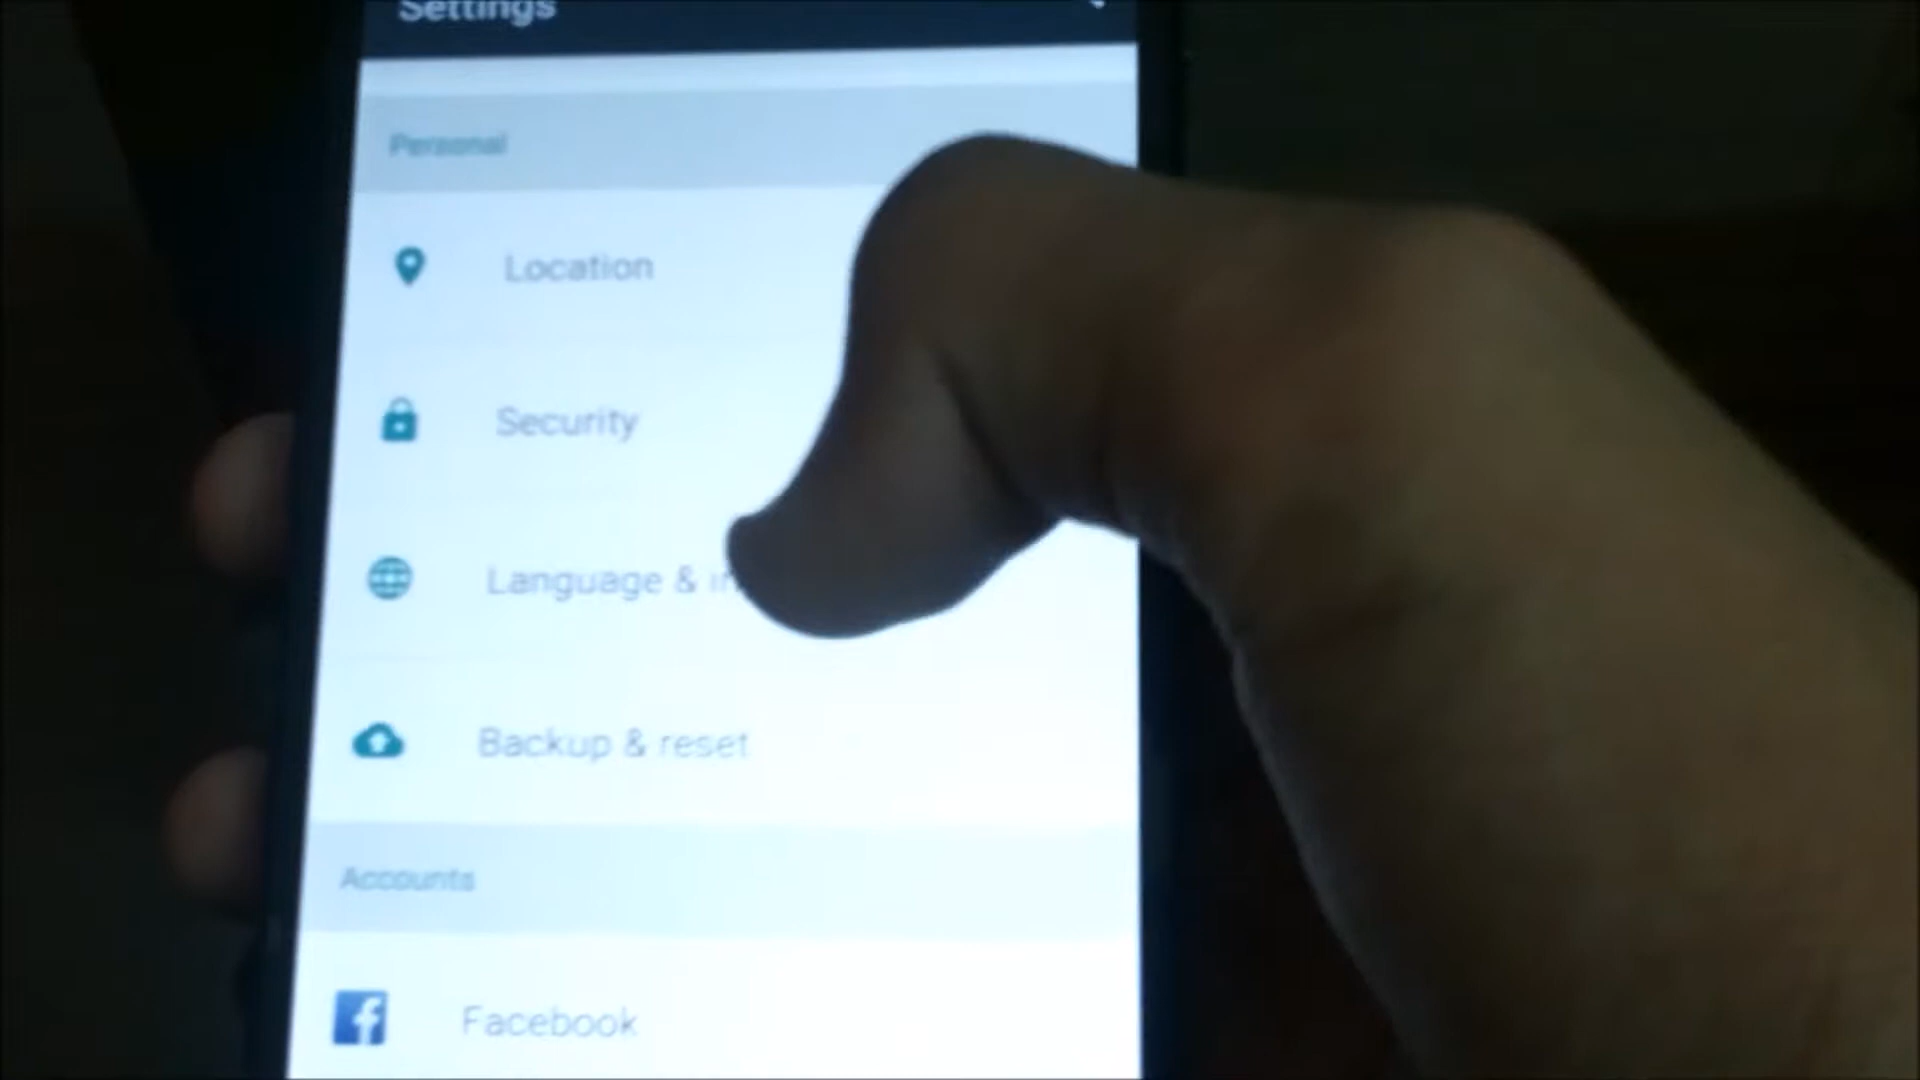 Settings
Personal
Location
Security
Language &
Backup & reset
Accounts
Facebook